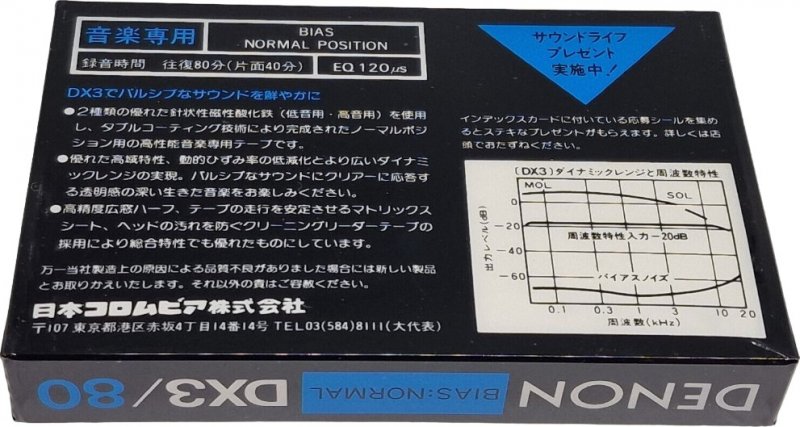 音楽専用
BIAS
NORMAL POSITION
録音時間 往復80分(片面40分)
EQ 120μs
DX3でパルシブなサウンドを鮮やかに
●2種類の優れた針状性磁性酸化鉄(低音用・高音用)を使用
し、ダブルコーティング技術により完成されたノーマルポジ
ション用の高性能音楽専用テープです。
●優れた高域特性、動的ひずみ率の低減化とより広いダイナミ
ックレンジの実現。パルシブなサウンドにクリアーに応答す
る透明感の深い生きた音楽をお楽しみください。
●高精度広窓ハーフ、テープの走行を安定させるマトリックス
シート、ヘッドの汚れを防ぐクリーニングリーダーテープの
採用により総合特性でも優れたものにしています。
万一当社製造上の原因による品質不良がありました場合には新しい製品
とお取りかえいたします。それ以外の責はご容赦ください。
日本コロムビア株式会社
〒107 東京都港区赤坂4丁目14番14号 TEL.03(584)8111(大代表)
サウンドライフ
プレゼント
実施中!
インデックスカードに付いている応募シールを集め
るとステキなプレゼントがもらえます。詳しくは店
頭でおたずねください。
(DX3)ダイナミックレンジと周波数特性
MOL
SOL
0
-20
周波数特性入力-20dB
出力レベル(dB)
バイアスノイズ
-60
0.1 0.3 1 3 10 20
周波数(kHz)
DENON BIAS:NORMAL DX3/80